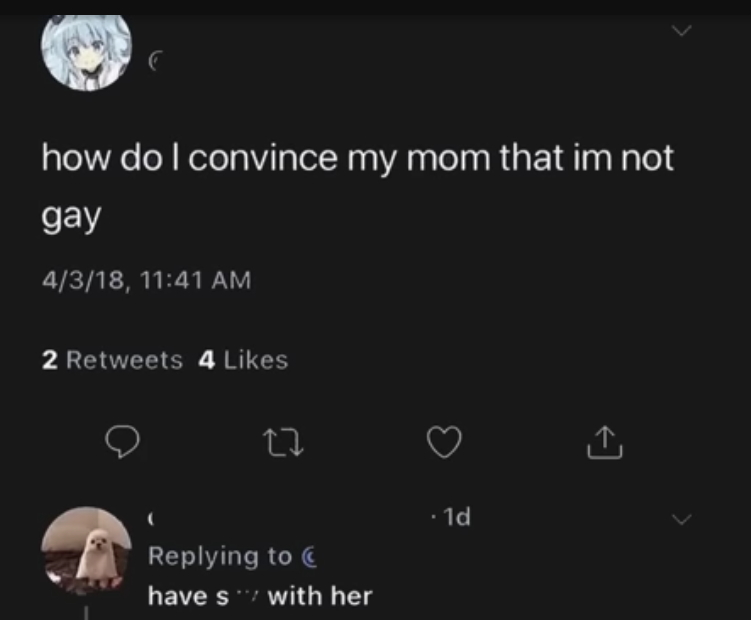 how do I convince my mom that im not
gay
4/3/18, 11:41 AM
2 Retweets 4 Likes
· 1d
Replying to
have s with her